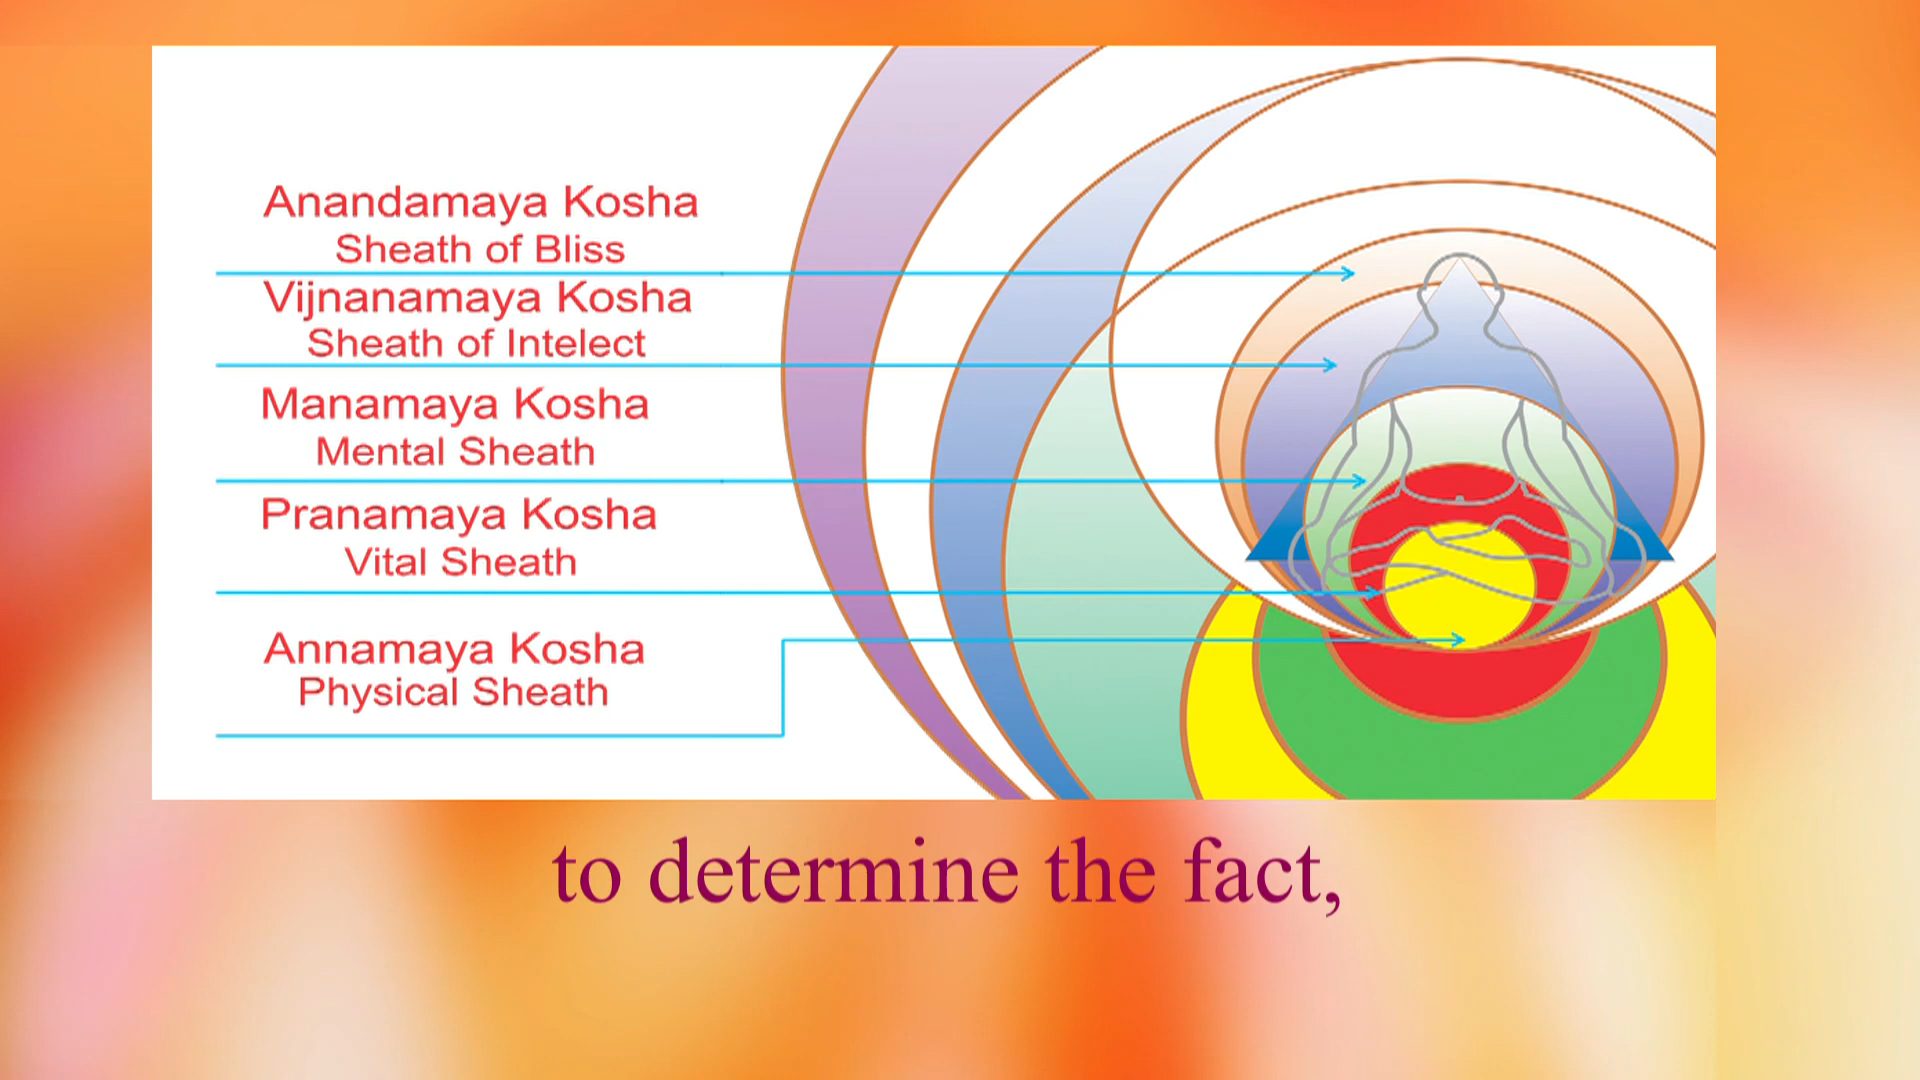 Anandamaya Kosha
Sheath of Bliss
Vijnanamaya Kosha
Sheath of Intelect
Manamaya Kosha
Mental Sheath
Pranamaya Kosha
Vital Sheath
Annamaya Kosha
Physical Sheath
to determine the fact,